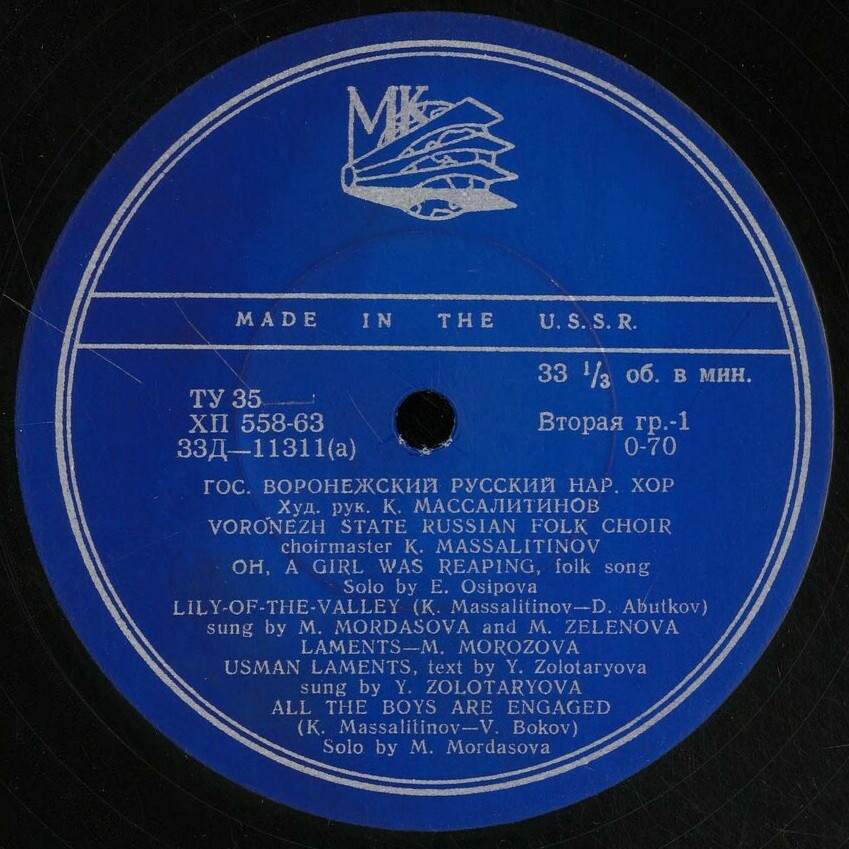 МК
MADE IN THE U.S.S.R.
33 1/3 об. в мин.
ТУ 35
ХП 558-63
Вторая гр.-1
33Д—11311(а)
0-70
ГОС. ВОРОНЕЖСКИЙ РУССКИЙ НАР. ХОР
Худ. рук. К. МАССАЛИТИНОВ
VORONEZH STATE RUSSIAN FOLK CHOIR
choirmaster K. MASSALITINOV
OH, A GIRL WAS REAPING, folk song
Solo by E. Osipova
LILY-OF-THE-VALLEY (K. Massalitinov—D. Abutkov)
sung by M. MORDASOVA and M. ZELENOVA
LAMENTS—M. MOROZOVA
USMAN LAMENTS, text by Y. Zolotaryova
sung by Y. ZOLOTARYOVA
ALL THE BOYS ARE ENGAGED
(K. Massalitinov—V. Bokov)
Solo by M. Mordasova